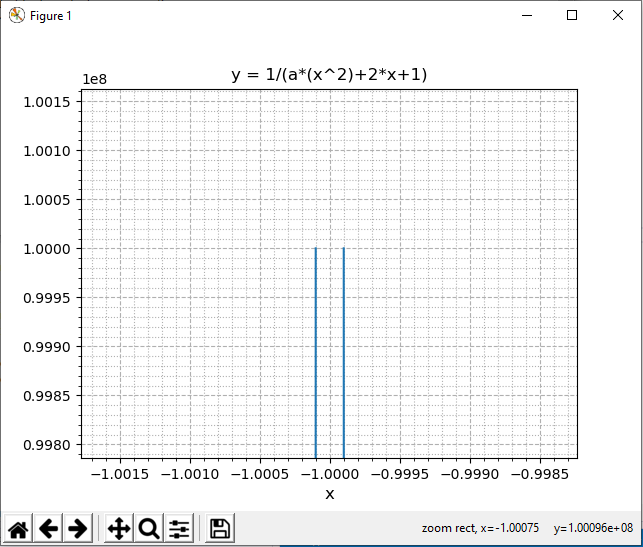 Figure 1
y = 1/(a*(x^2)+2*x+1)
1e8
1.0015
1.0010
1.0005
1.0000
0.9995
0.9990
0.9985
0.9980
−1.0015 −1.0010 −1.0005 −1.0000 −0.9995 −0.9990 −0.9985
x
zoom rect, x=-1.00075 y=1.00096e+08